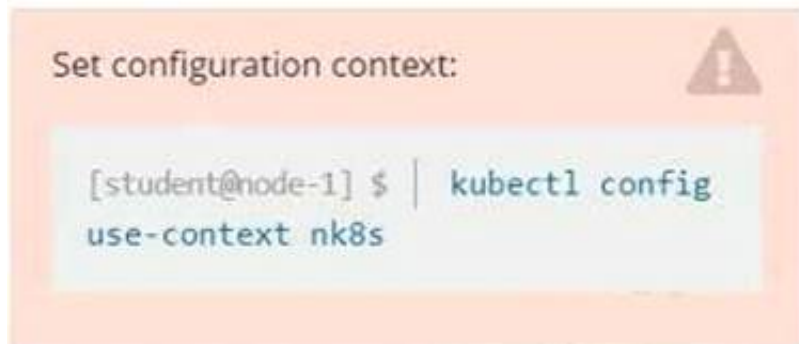 Set configuration context:
[student@node-1] $ | kubectl config
use-context nk8s